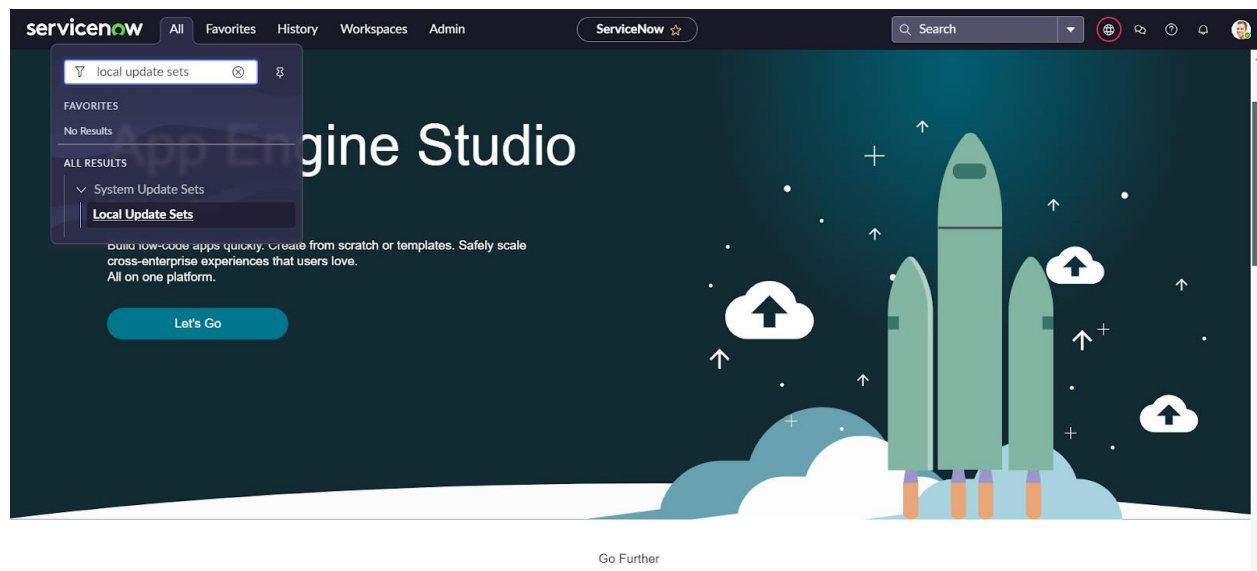 servicenow All Favorites History Workspaces Admin ServiceNow Search
local update sets
FAVORITES
No Results
App Engine Studio
ALL RESULTS
System Update Sets
Local Update Sets
Build low-code apps quickly. Create from scratch or templates. Safely scale
cross-enterprise experiences that users love.
All on one platform.
Let's Go
Go Further